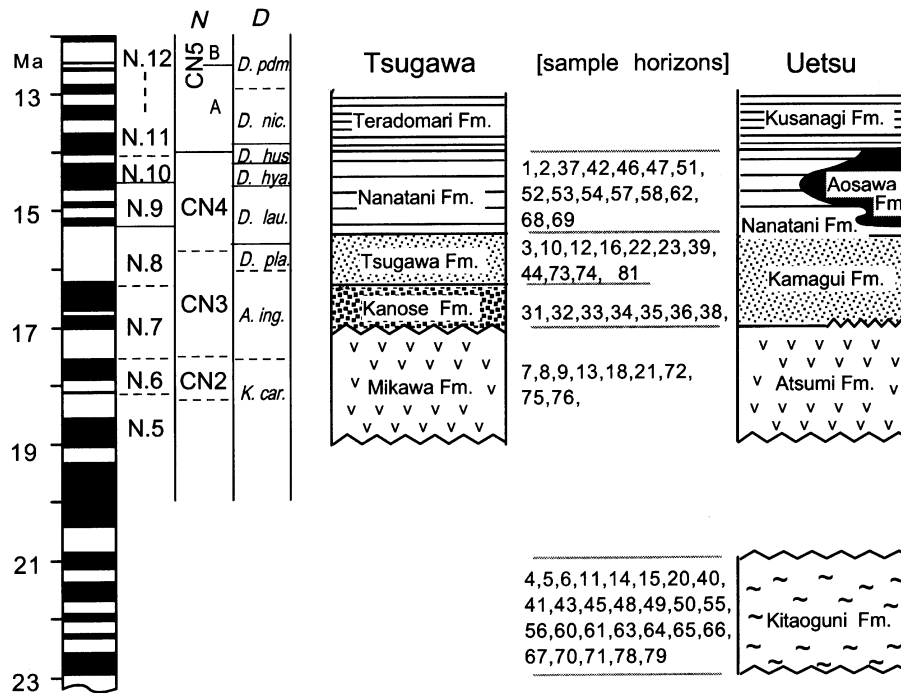 N D
Ma
N.12
CN5
B
D. pdm.
Tsugawa [sample horizons] Uetsu
13
A
D. nic.
Teradomari Fm.
Kusanagi Fm.
N.11
D. hus
N.10
D. hya.
1,2,37,42,46,47,51,
52,53,54,57,58,62,
68,69
Aosawa
Fm.
15
N.9
CN4
D. lau.
Nanatani Fm.
Nanatani Fm.
N.8
D. pla.
Tsugawa Fm.
3,10,12,16,22,23,39,
44,73,74, 81
Kamagui Fm.
CN3
17
N.7
A. ing.
Kanose Fm.
31,32,33,34,35,36,38,
N.6
CN2
K. car.
Mikawa Fm.
7,8,9,13,18,21,72,
75,76,
Atsumi Fm.
N.5
19
21
4,5,6,11,14,15,20,40,
41,43,45,48,49,50,55,
56,60,61,63,64,65,66,
67,70,71,78,79
Kitaoguni Fm.
23